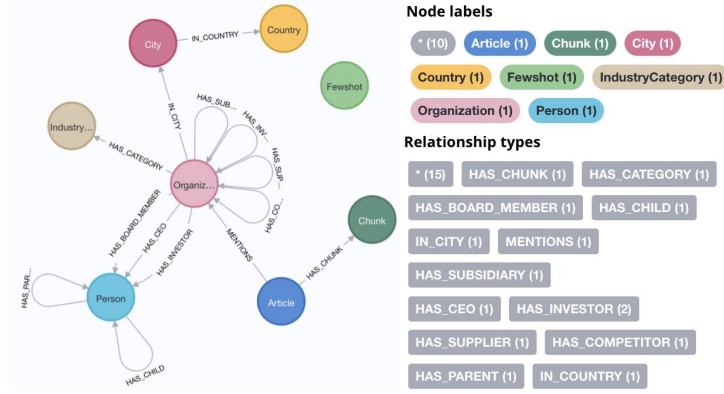 City
IN_COUNTRY
Country
Fewshot
IN_CITY
HAS_SUB...
HAS_INV...
HAS_SUP...
HAS_CO...
Industry...
HAS_CATEGORY
Organiz...
HAS_BOARD_MEMBER
HAS_CEO
HAS_INVESTOR
MENTIONS
HAS_CHUNK
Chunk
Article
Person
HAS_PAR...
HAS_CHILD
Node labels
* (10) Article (1) Chunk (1) City (1)
Country (1) Fewshot (1) IndustryCategory (1)
Organization (1) Person (1)
Relationship types
* (15) HAS_CHUNK (1) HAS_CATEGORY (1)
HAS_BOARD_MEMBER (1) HAS_CHILD (1)
IN_CITY (1) MENTIONS (1)
HAS_SUBSIDIARY (1)
HAS_CEO (1) HAS_INVESTOR (2)
HAS_SUPPLIER (1) HAS_COMPETITOR (1)
HAS_PARENT (1) IN_COUNTRY (1)